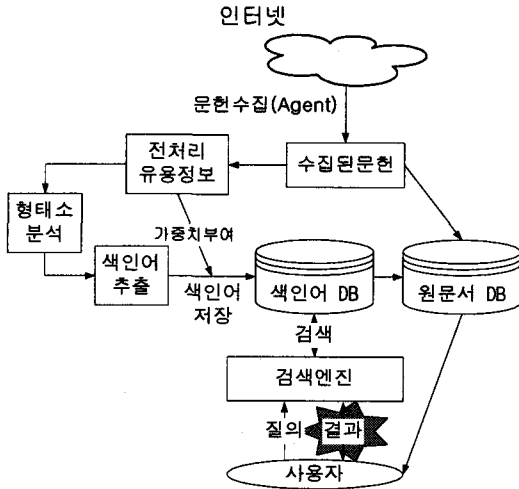 인터넷
문헌수집(Agent)
전처리
유용정보
수집된문헌
형태소
분석
가중치부여
색인어
추출
색인어
저장
색인어 DB
원문서 DB
검색
검색엔진
질의
결과
사용자